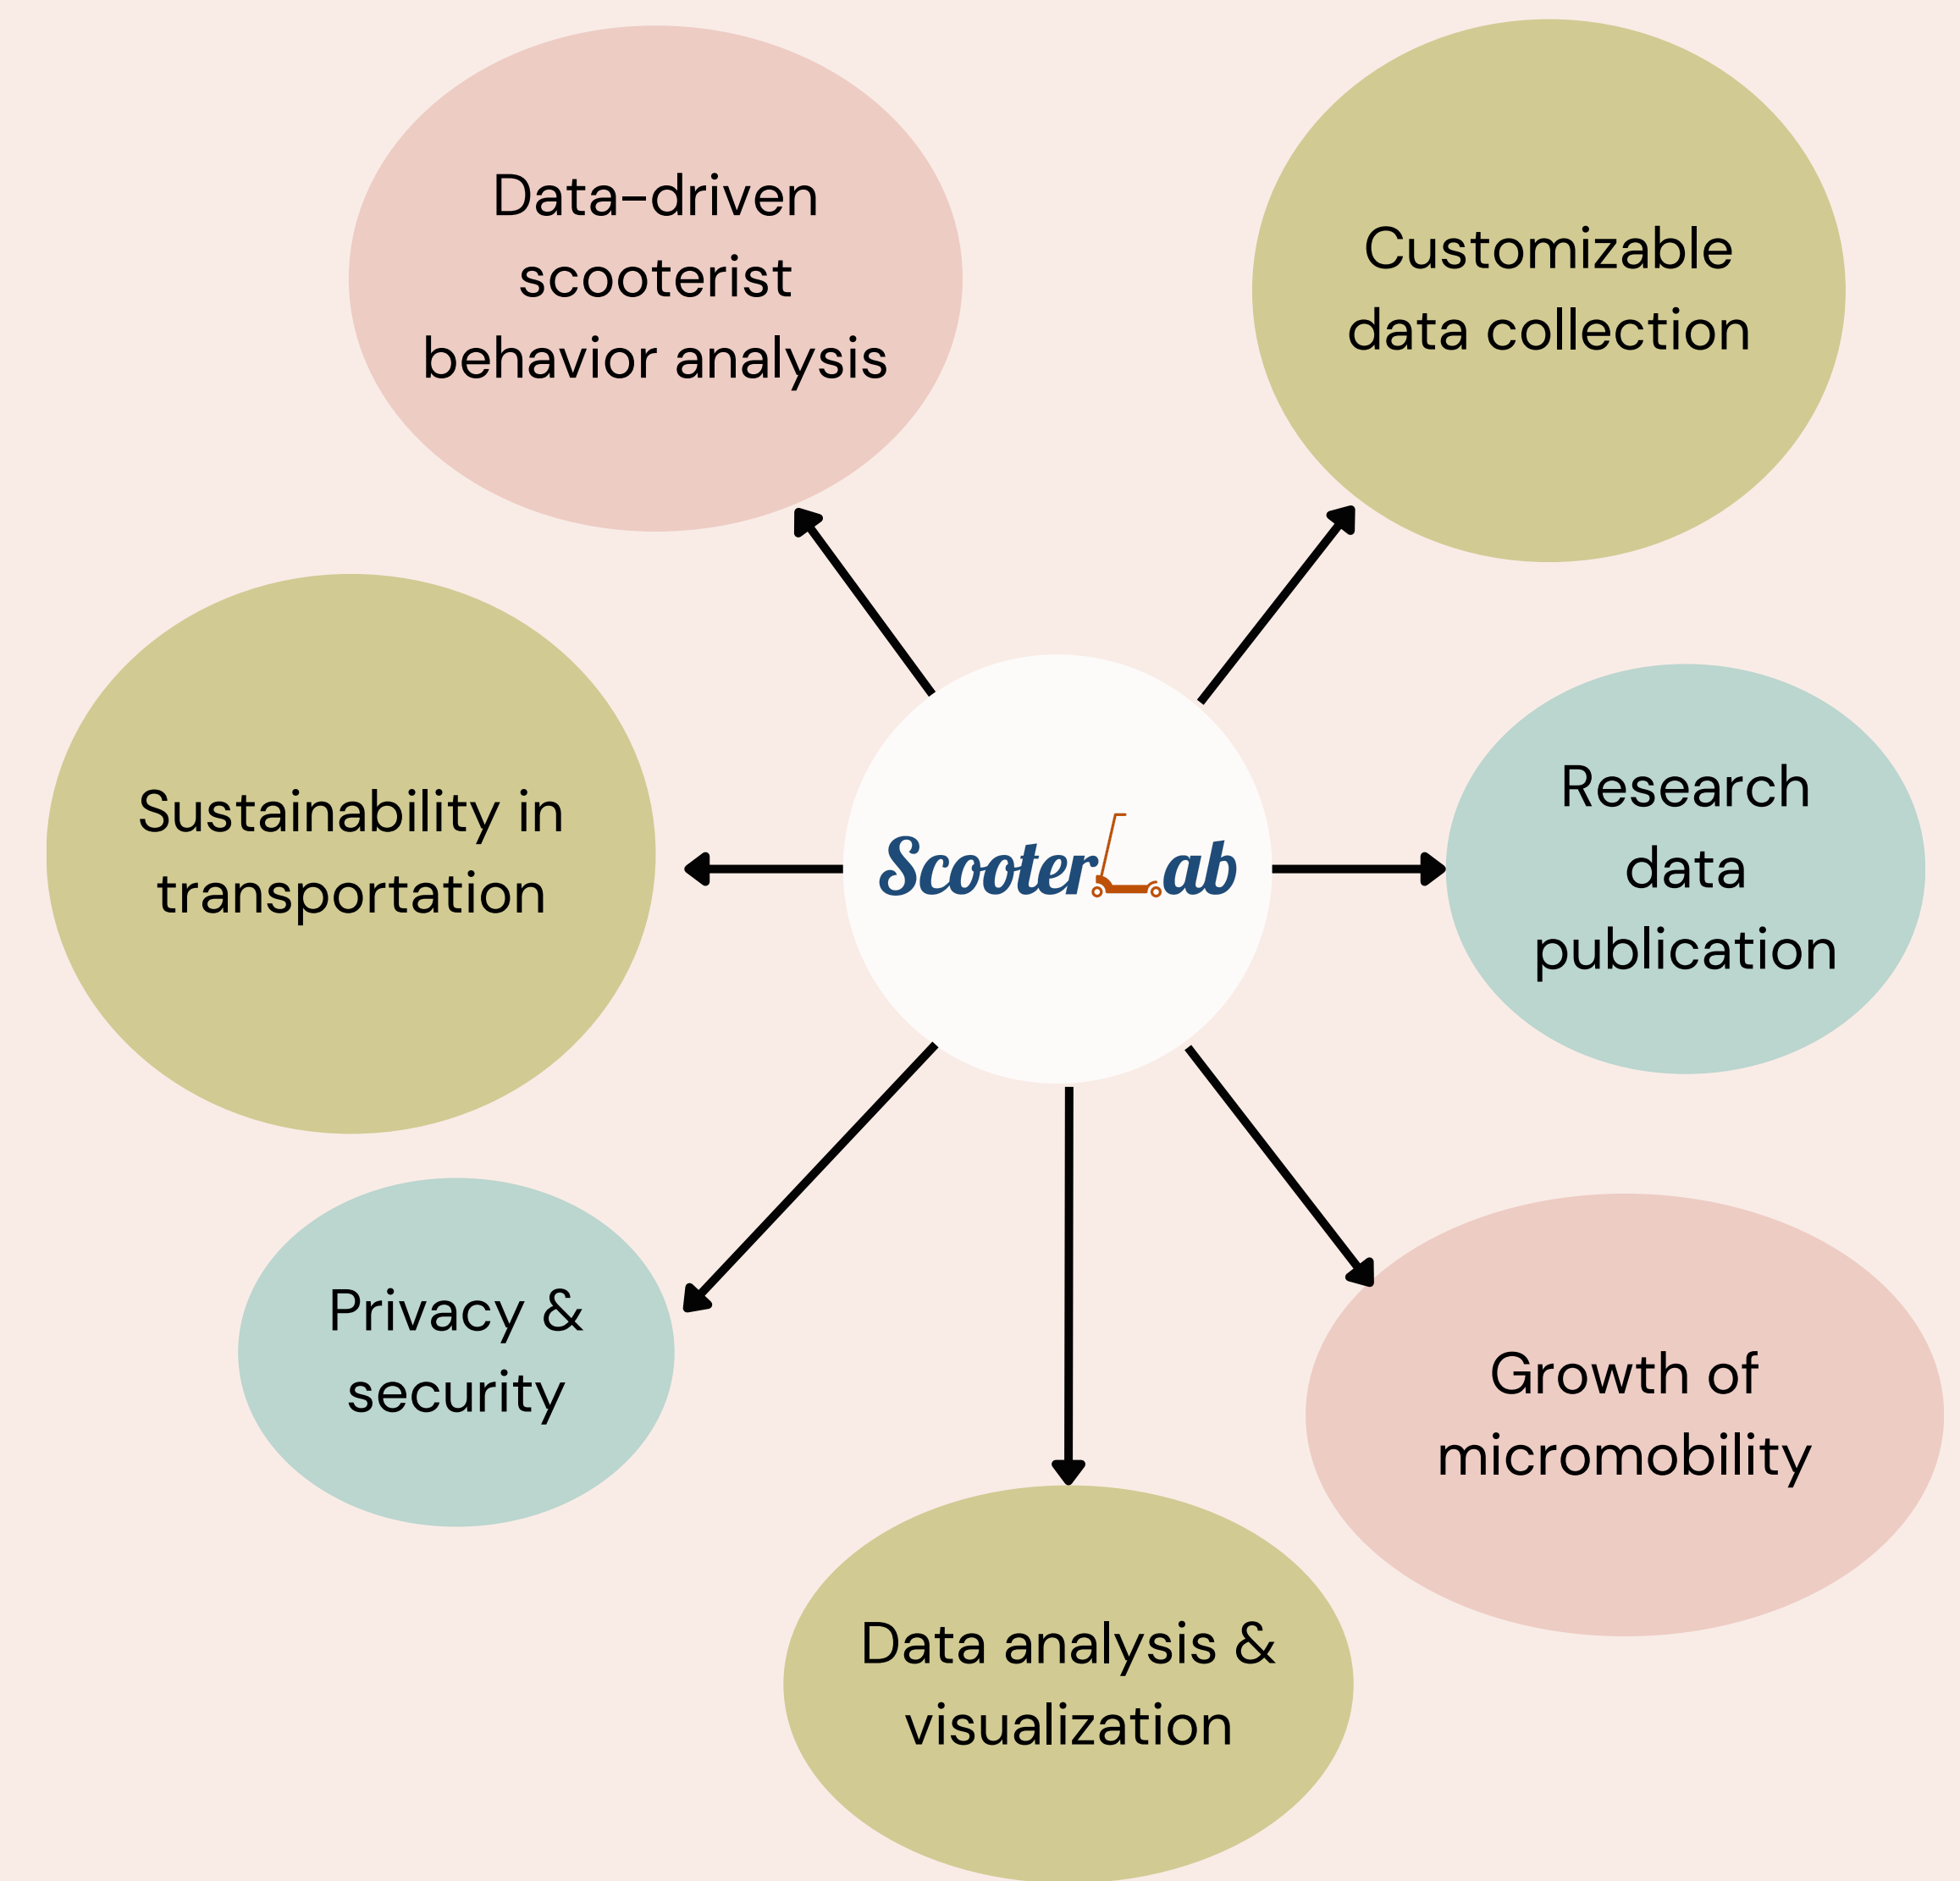 Data-driven
scooterist
behavior analysis
Customizable
data collection
Sustainability in
transportation
ScooterLab
Research
data
publication
Privacy &
security
Growth of
micromobility
Data analysis &
visualization